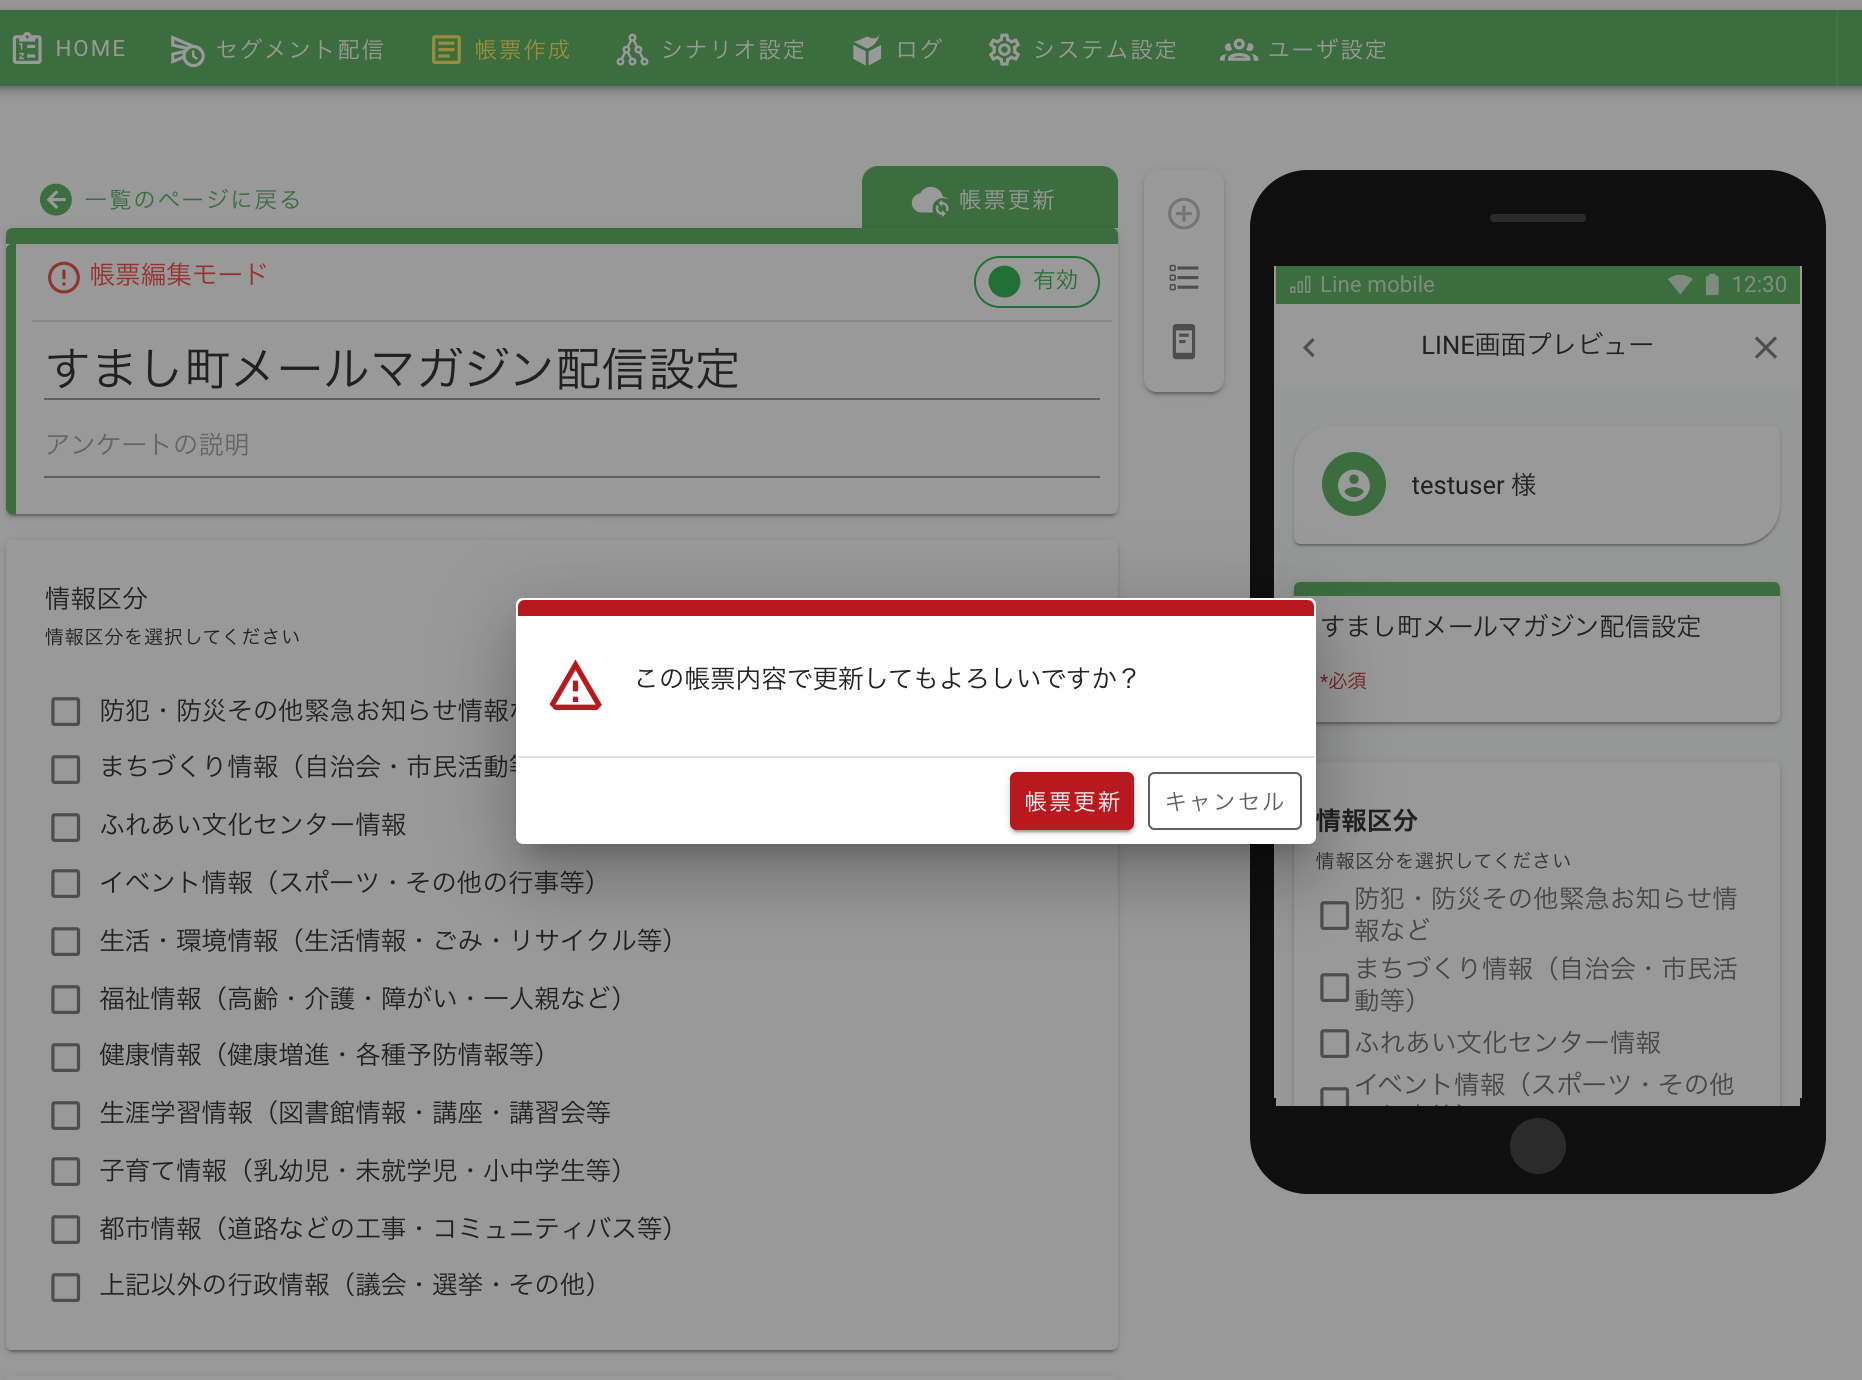 HOME
セグメント配信
帳票作成
シナリオ設定
ログ
システム設定
ユーザ設定
一覧のページに戻る
帳票更新
帳票編集モード
有効
すまし町メールマガジン配信設定
アンケートの説明
情報区分
情報区分を選択してください
防犯・防災その他緊急お知らせ情報
まちづくり情報（自治会・市民活動
ふれあい文化センター情報
イベント情報（スポーツ・その他の行事等）
生活・環境情報（生活情報・ごみ・リサイクル等）
福祉情報（高齢・介護・障がい・一人親など）
健康情報（健康増進・各種予防情報等）
生涯学習情報（図書館情報・講座・講習会等
子育て情報（乳幼児・未就学児・小中学生等）
都市情報（道路などの工事・コミュニティバス等）
上記以外の行政情報（議会・選挙・その他）
この帳票内容で更新してもよろしいですか？
帳票更新
キャンセル
Line mobile
12:30
LINE画面プレビュー
testuser 様
すまし町メールマガジン配信設定
*必須
情報区分
情報区分を選択してください
防犯・防災その他緊急お知らせ情
報など
まちづくり情報（自治会・市民活
動等）
ふれあい文化センター情報
イベント情報（スポーツ・その他